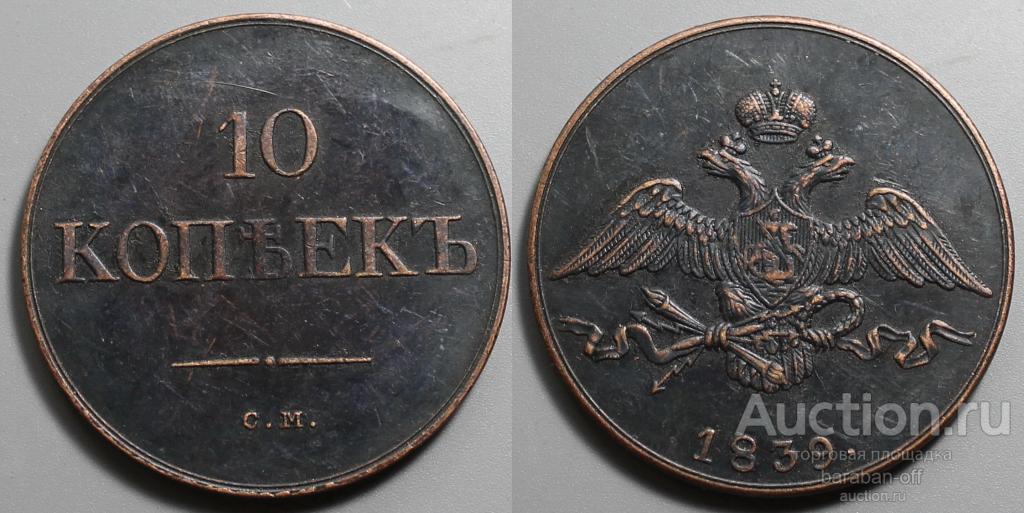 10
КОПѢЕКЪ
С.М.
1839.
Auction.ru
торговая площадка
baraban-off
auction.ru